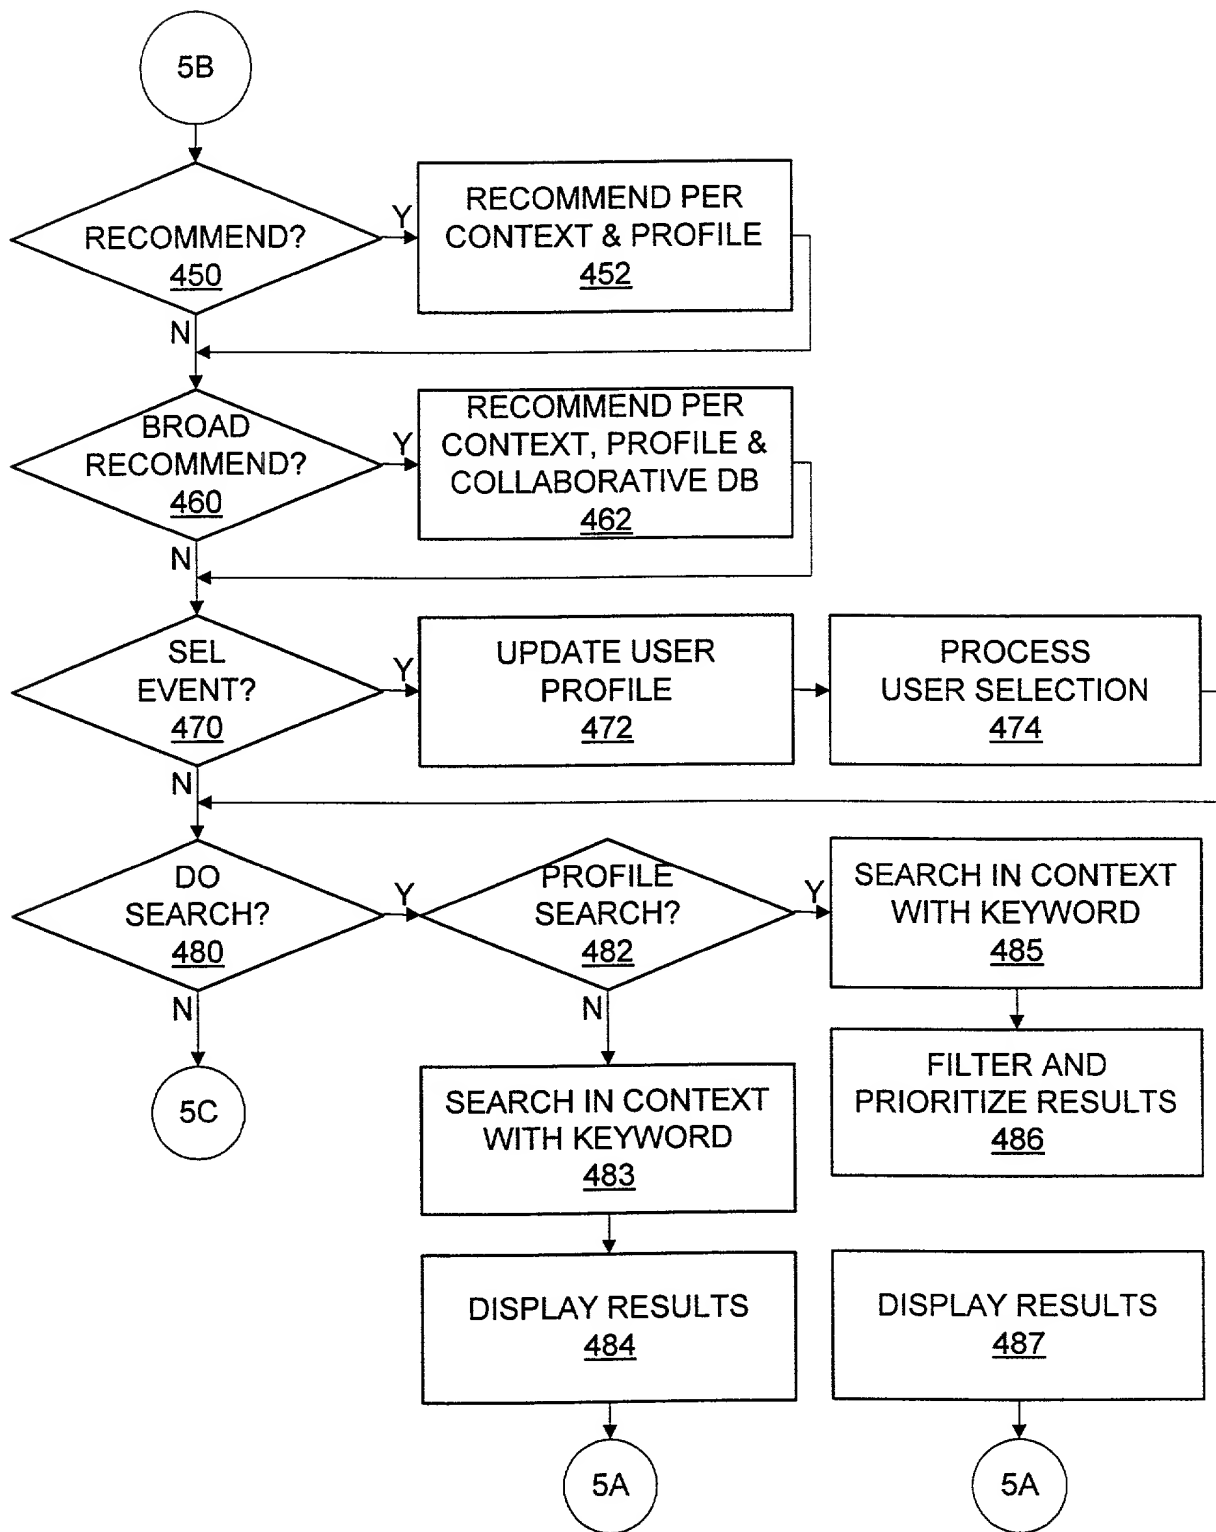 5B
RECOMMEND?
450
Y
RECOMMEND PER
CONTEXT & PROFILE
452
N
BROAD
RECOMMEND?
460
Y
RECOMMEND PER
CONTEXT, PROFILE &
COLLABORATIVE DB
462
N
SEL
EVENT?
470
Y
UPDATE USER
PROFILE
472
PROCESS
USER SELECTION
474
N
DO
SEARCH?
480
Y
PROFILE
SEARCH?
482
Y
SEARCH IN CONTEXT
WITH KEYWORD
485
N
5C
N
SEARCH IN CONTEXT
WITH KEYWORD
483
FILTER AND
PRIORITIZE RESULTS
486
DISPLAY RESULTS
484
DISPLAY RESULTS
487
5A
5A